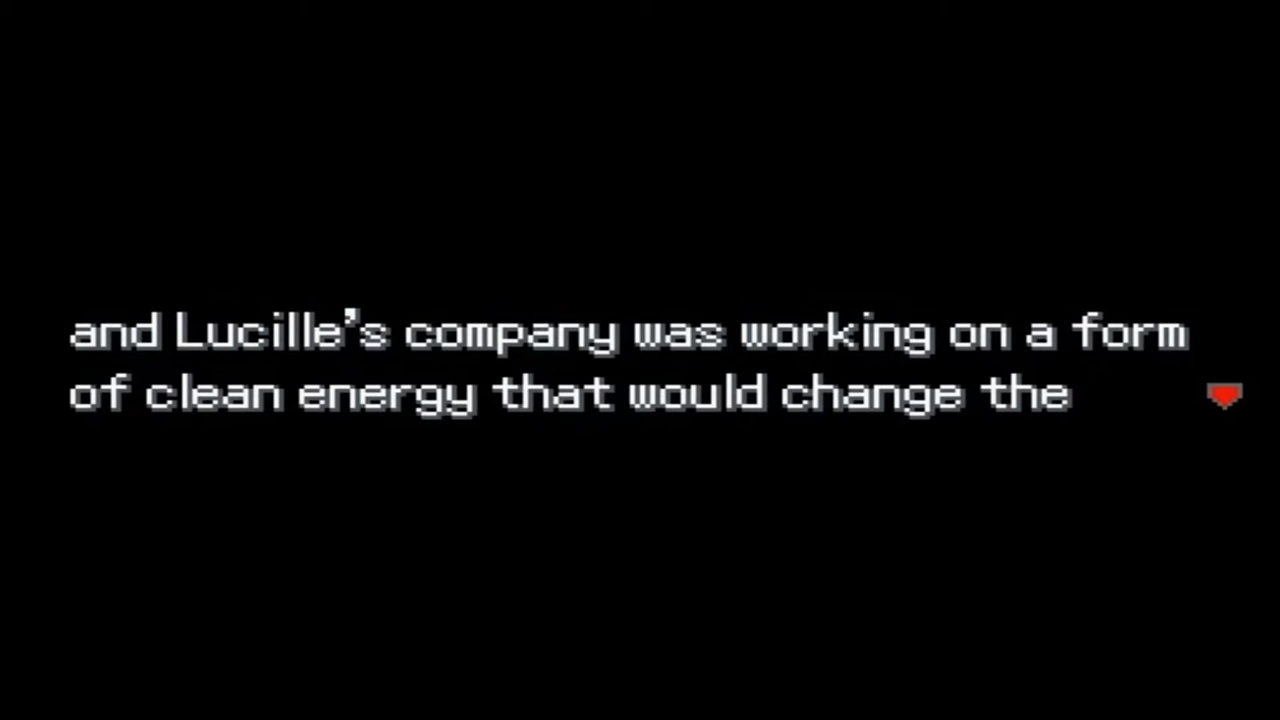 and Lucille's company was working on a form
of clean energy that would change the